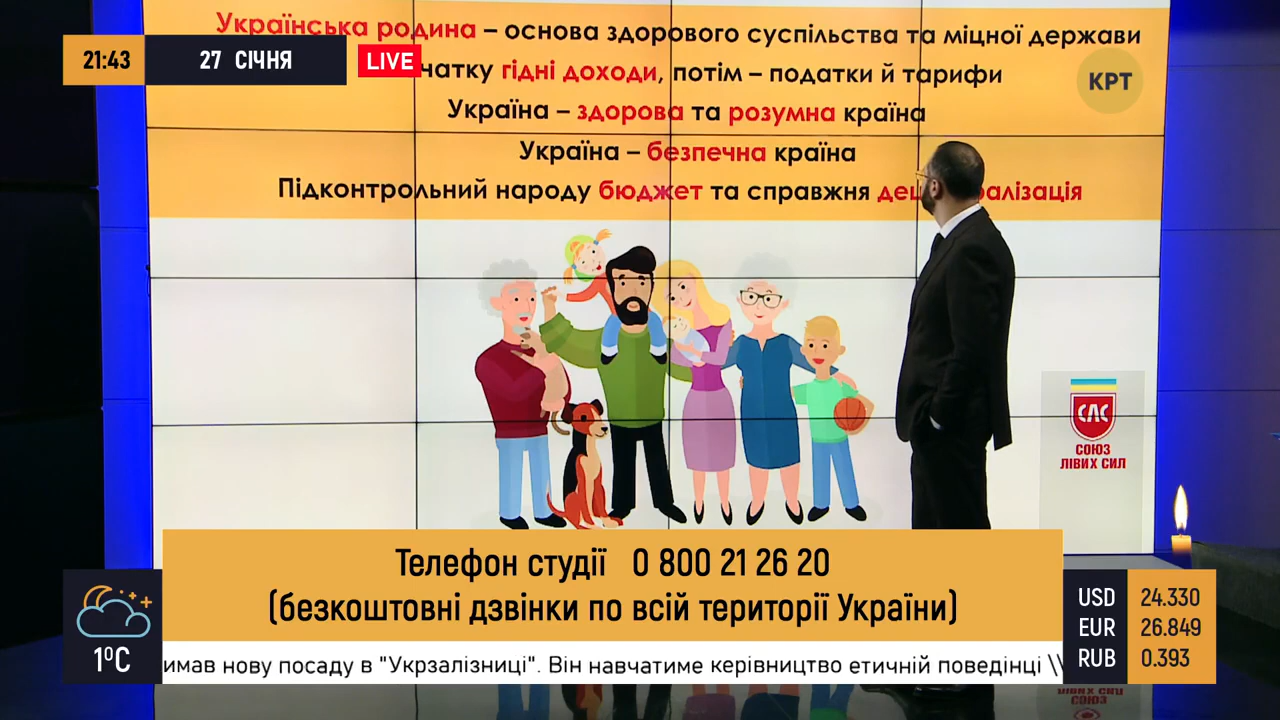 Українська родина – основа здорового суспільства та міцної держави
21:43
27 СІЧНЯ
LIVE
гідні доходи, потім – податки й тарифи
КРТ
Україна – здорова та розумна країна
Україна – безпечна країна
Підконтрольний народу бюджет та справжня
СЛС
СОЮЗ
ЛІВИХ СИЛ
Телефон студії 0 800 21 26 20
(безкоштовні дзвінки по всій території України)
1°C
USD 24.330
EUR 26.849
RUB 0.393
нову посаду в "Укрзалізниці". Він навчатиме керівництво етичній поведінці \\